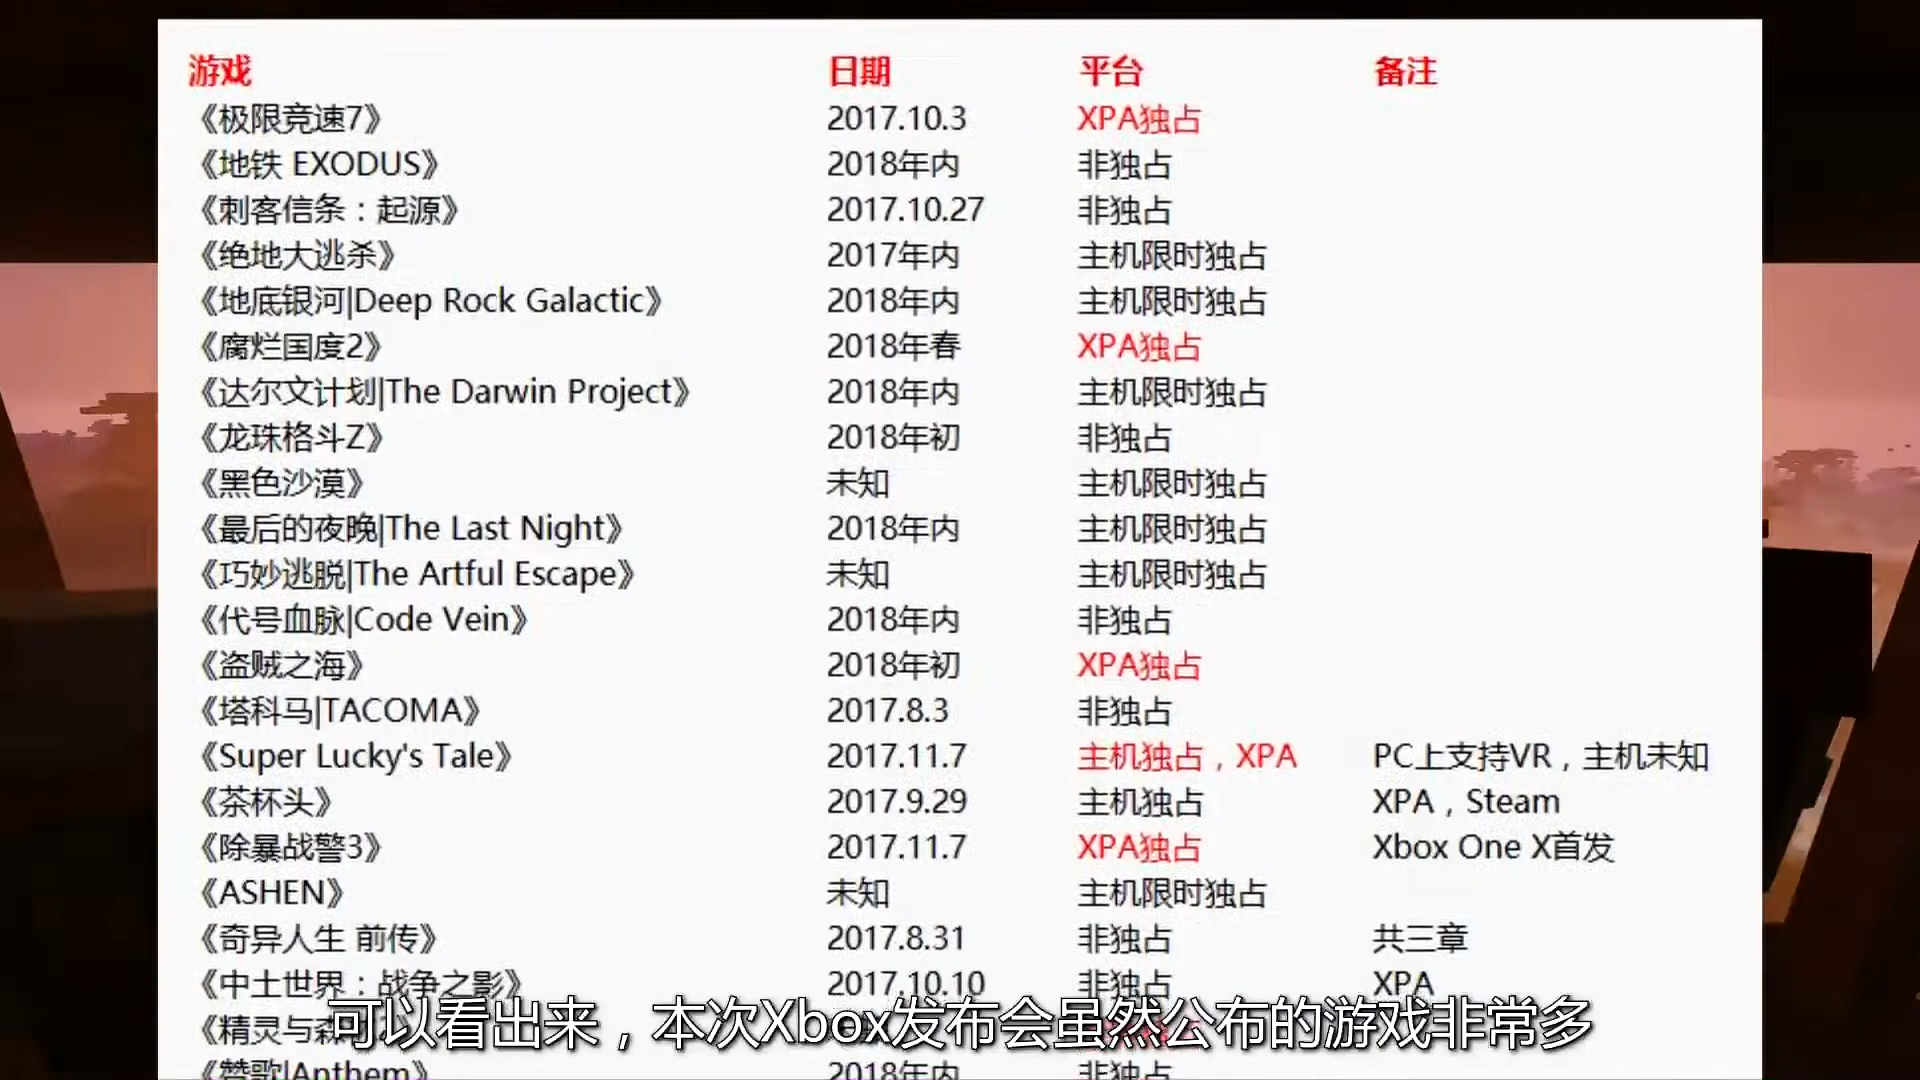 游戏 日期 平台 备注
《极限竞速7》 2017.10.3 XPA独占
《地铁 EXODUS》 2018年内 非独占
《刺客信条：起源》 2017.10.27 非独占
《绝地大逃杀》 2017年内 主机限时独占
《地底银河|Deep Rock Galactic》 2018年内 主机限时独占
《腐烂国度2》 2018年春 XPA独占
《达尔文计划|The Darwin Project》 2018年内 主机限时独占
《龙珠格斗Z》 2018年初 非独占
《黑色沙漠》 未知 主机限时独占
《最后的夜晚|The Last Night》 2018年内 主机限时独占
《巧妙逃脱|The Artful Escape》 未知 主机限时独占
《代号血脉|Code Vein》 2018年内 非独占
《盗贼之海》 2018年初 XPA独占
《塔科马|TACOMA》 2017.8.3 非独占
《Super Lucky's Tale》 2017.11.7 主机独占，XPA PC上支持VR，主机未知
《茶杯头》 2017.9.29 主机独占 XPA，Steam
《除暴战警3》 2017.11.7 XPA独占 Xbox One X首发
《ASHEN》 未知 主机限时独占
《奇异人生 前传》 2017.8.31 非独占 共三章
《中土世界：战争之影》 2017.10.10 非独占 XPA
《精灵与森
可以看出来，本次Xbox发布会虽然公布的游戏非常多
《赞歌|Anthem》 2018年内 非独占